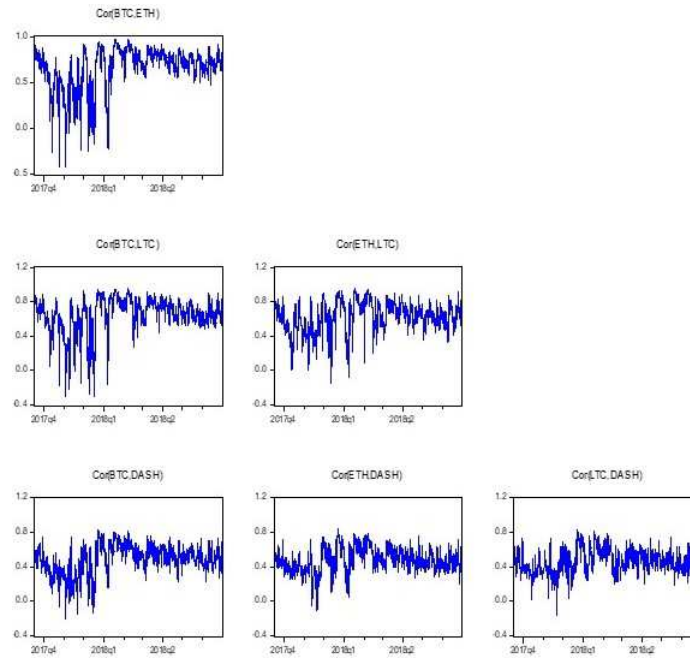 Cor(BTC,ETH)
1.0
0.5
0.0
-0.5
2017q4 2018q1 2018q2
Cor(BTC,LTC) Cor(ETH,LTC)
1.2 1.2
0.8 0.8
0.4 0.4
0.0 0.0
-0.4 -0.4
2017q4 2018q1 2018q2 2017q4 2018q1 2018q2
Cor(BTC,DASH) Cor(ETH,DASH) Cor(LTC,DASH)
1.2 1.2 1.2
0.8 0.8 0.8
0.4 0.4 0.4
0.0 0.0 0.0
-0.4 -0.4 -0.4
2017q4 2018q1 2018q2 2017q4 2018q1 2018q2 2017q4 2018q1 2018q2